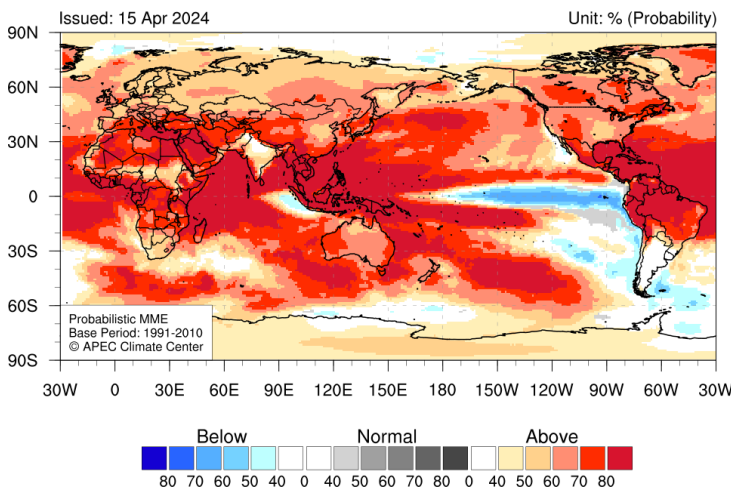 Issued: 15 Apr 2024 Unit: % (Probability)
90N
60N
30N
0
30S
60S
90S
Probabilistic MME
Base Period: 1991-2010
© APEC Climate Center
30W 0 30E 60E 90E 120E 150E 180 150W 120W 90W 60W 30W
Below Normal Above
80 70 60 50 40 0 40 50 60 70 80 0 40 50 60 70 80